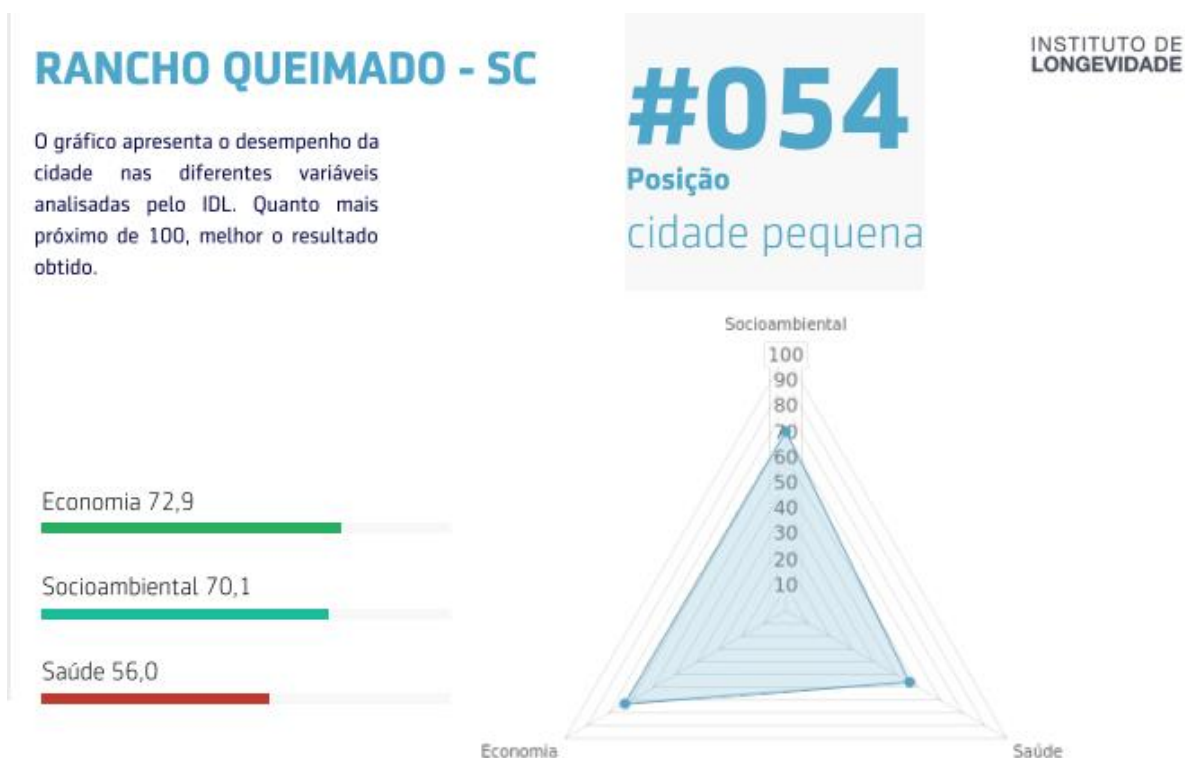 RANCHO QUEIMADO - SC
O gráfico apresenta o desempenho da
cidade nas diferentes variáveis
analisadas pelo IDL. Quanto mais
próximo de 100, melhor o resultado
obtido.
#054
Posição
cidade pequena
INSTITUTO DE
LONGEVIDADE
Economia 72,9
Socioambiental 70,1
Saúde 56,0
Socioambiental
100
90
80
70
60
50
40
30
20
10
Economia
Saúde